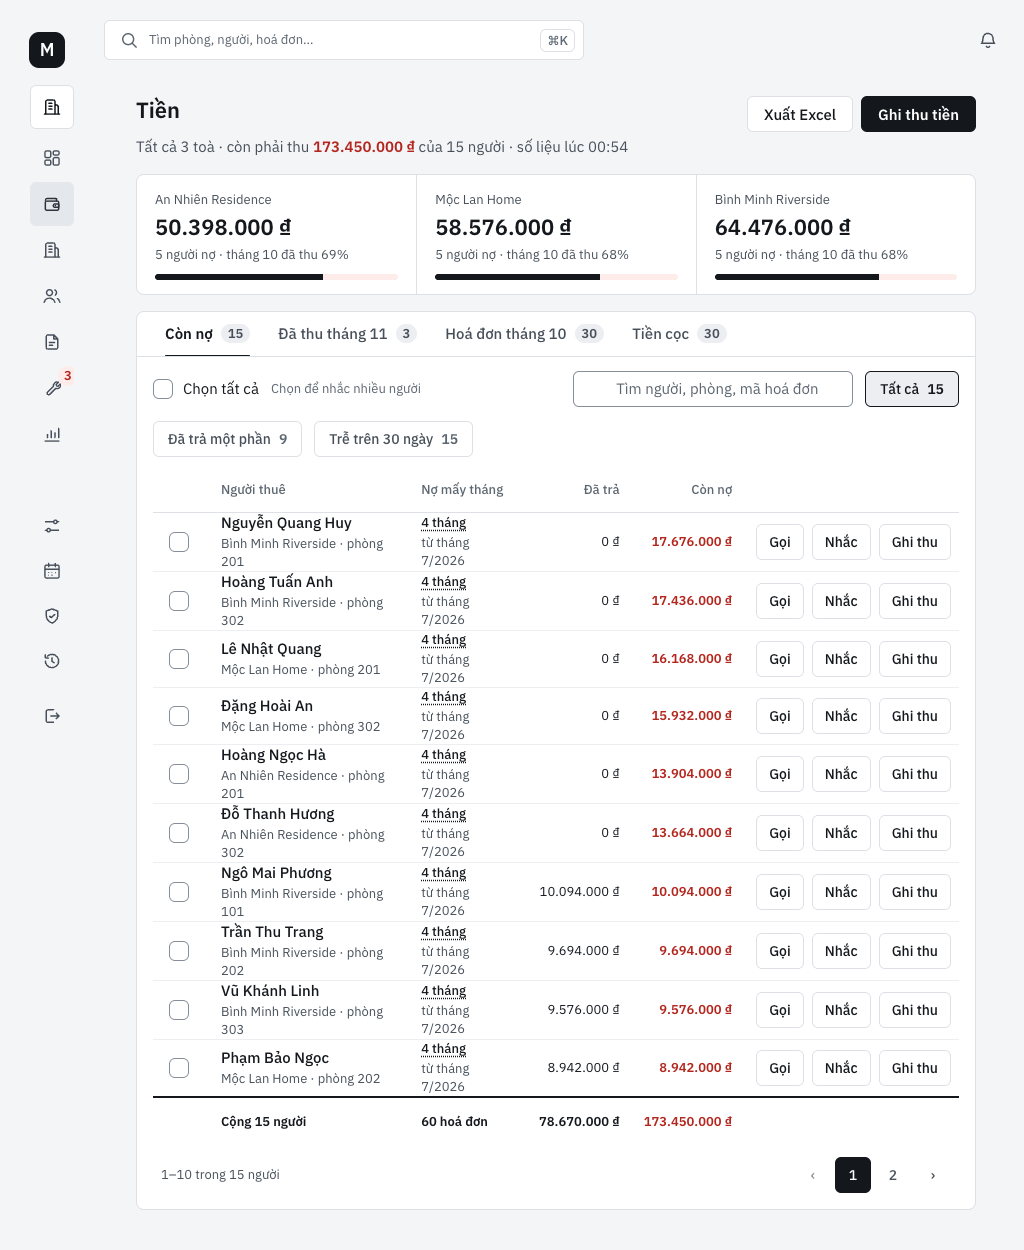 M
Tìm phòng, người, hoá đơn...
⌘K
Tiền
Xuất Excel
Ghi thu tiền
Tất cả 3 toà · còn phải thu 173.450.000 ₫ của 15 người · số liệu lúc 00:54
An Nhiên Residence
50.398.000 ₫
5 người nợ · tháng 10 đã thu 69%
Mộc Lan Home
58.576.000 ₫
5 người nợ · tháng 10 đã thu 68%
Bình Minh Riverside
64.476.000 ₫
5 người nợ · tháng 10 đã thu 68%
Còn nợ 15
Đã thu tháng 11 3
Hoá đơn tháng 10 30
Tiền cọc 30
3
Chọn tất cả
Chọn để nhắc nhiều người
Tìm người, phòng, mã hoá đơn
Tất cả 15
Đã trả một phần 9
Trễ trên 30 ngày 15
Người thuê
Nợ mấy tháng
Đã trả
Còn nợ
Nguyễn Quang Huy
Bình Minh Riverside · phòng
201
4 tháng
từ tháng
7/2026
0 ₫
17.676.000 ₫
Gọi
Nhắc
Ghi thu
Hoàng Tuấn Anh
Bình Minh Riverside · phòng
302
4 tháng
từ tháng
7/2026
0 ₫
17.436.000 ₫
Gọi
Nhắc
Ghi thu
Lê Nhật Quang
Mộc Lan Home · phòng 201
4 tháng
từ tháng
7/2026
0 ₫
16.168.000 ₫
Gọi
Nhắc
Ghi thu
Đặng Hoài An
Mộc Lan Home · phòng 302
4 tháng
từ tháng
7/2026
0 ₫
15.932.000 ₫
Gọi
Nhắc
Ghi thu
Hoàng Ngọc Hà
An Nhiên Residence · phòng
201
4 tháng
từ tháng
7/2026
0 ₫
13.904.000 ₫
Gọi
Nhắc
Ghi thu
Đỗ Thanh Hương
An Nhiên Residence · phòng
302
4 tháng
từ tháng
7/2026
0 ₫
13.664.000 ₫
Gọi
Nhắc
Ghi thu
Ngô Mai Phương
Bình Minh Riverside · phòng
101
4 tháng
từ tháng
7/2026
10.094.000 ₫
10.094.000 ₫
Gọi
Nhắc
Ghi thu
Trần Thu Trang
Bình Minh Riverside · phòng
202
4 tháng
từ tháng
7/2026
9.694.000 ₫
9.694.000 ₫
Gọi
Nhắc
Ghi thu
Vũ Khánh Linh
Bình Minh Riverside · phòng
303
4 tháng
từ tháng
7/2026
9.576.000 ₫
9.576.000 ₫
Gọi
Nhắc
Ghi thu
Phạm Bảo Ngọc
Mộc Lan Home · phòng 202
4 tháng
từ tháng
7/2026
8.942.000 ₫
8.942.000 ₫
Gọi
Nhắc
Ghi thu
Cộng 15 người
60 hoá đơn
78.670.000 ₫
173.450.000 ₫
1–10 trong 15 người
‹ 1 2 ›